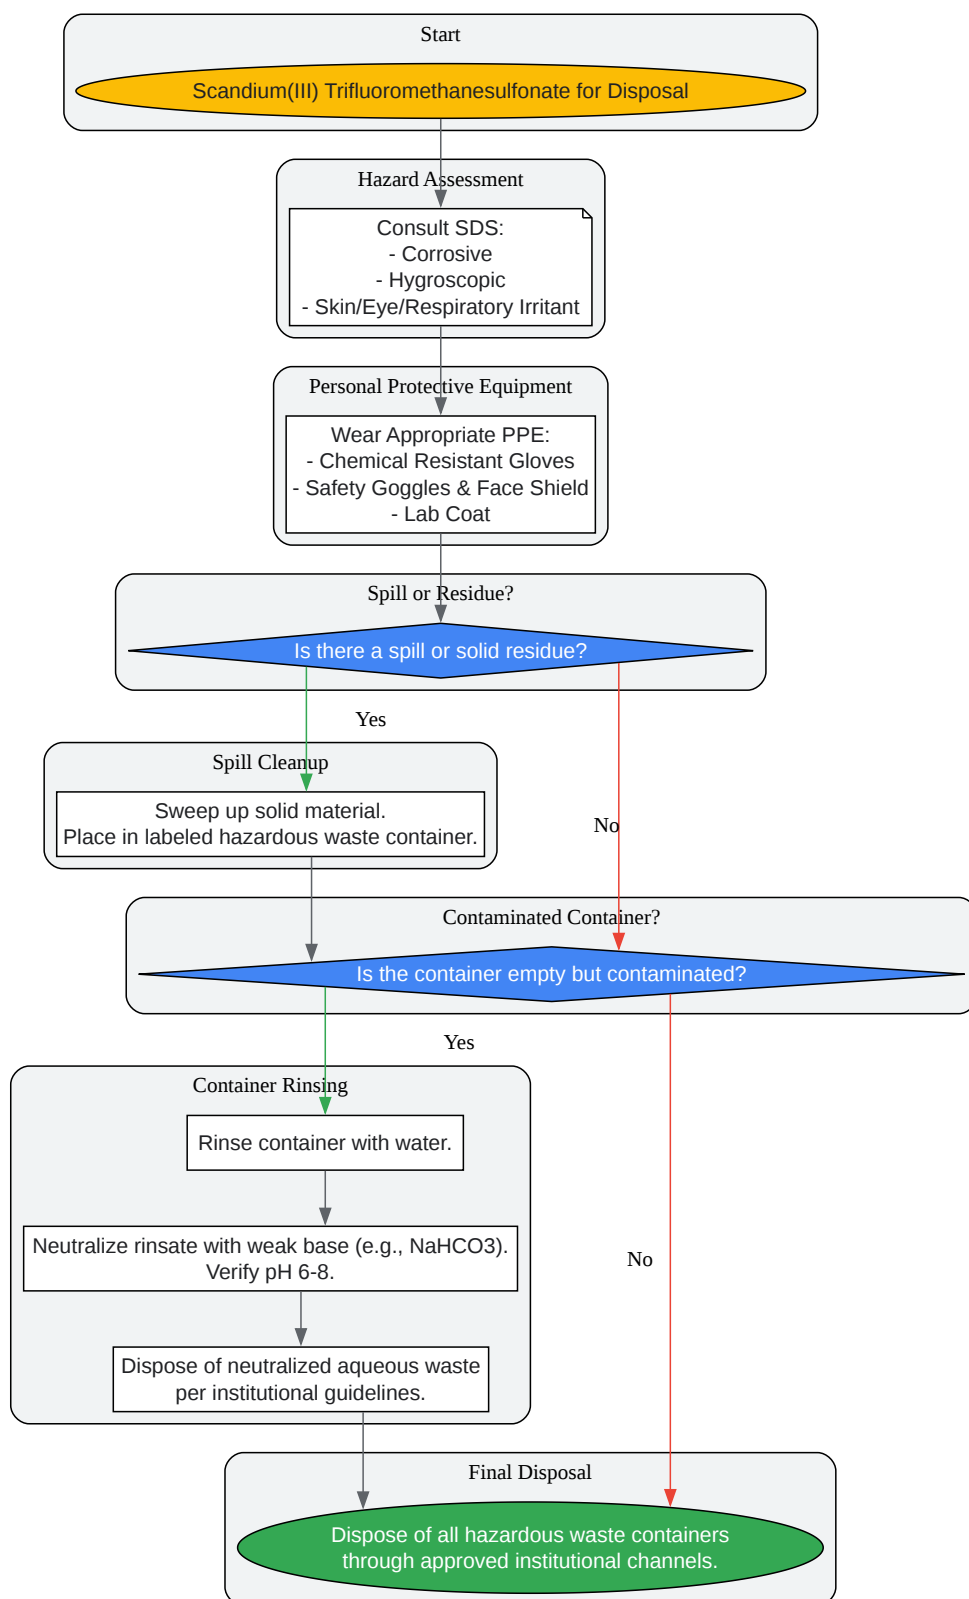 Start
Scandium(III) Trifluoromethanesulfonate for Disposal
Hazard Assessment
Consult SDS:
- Corrosive
- Hygroscopic
- Skin/Eye/Respiratory Irritant
Personal Protective Equipment
Wear Appropriate PPE:
- Chemical Resistant Gloves
- Safety Goggles & Face Shield
- Lab Coat
Spill or Residue?
Is there a spill or solid residue?
Yes
Spill Cleanup
Sweep up solid material.
Place in labeled hazardous waste container.
No
Contaminated Container?
Is the container empty but contaminated?
Yes
Container Rinsing
Rinse container with water.
Neutralize rinsate with weak base (e.g., NaHCO3).
Verify pH 6-8.
No
Dispose of neutralized aqueous waste
per institutional guidelines.
Final Disposal
Dispose of all hazardous waste containers
through approved institutional channels.